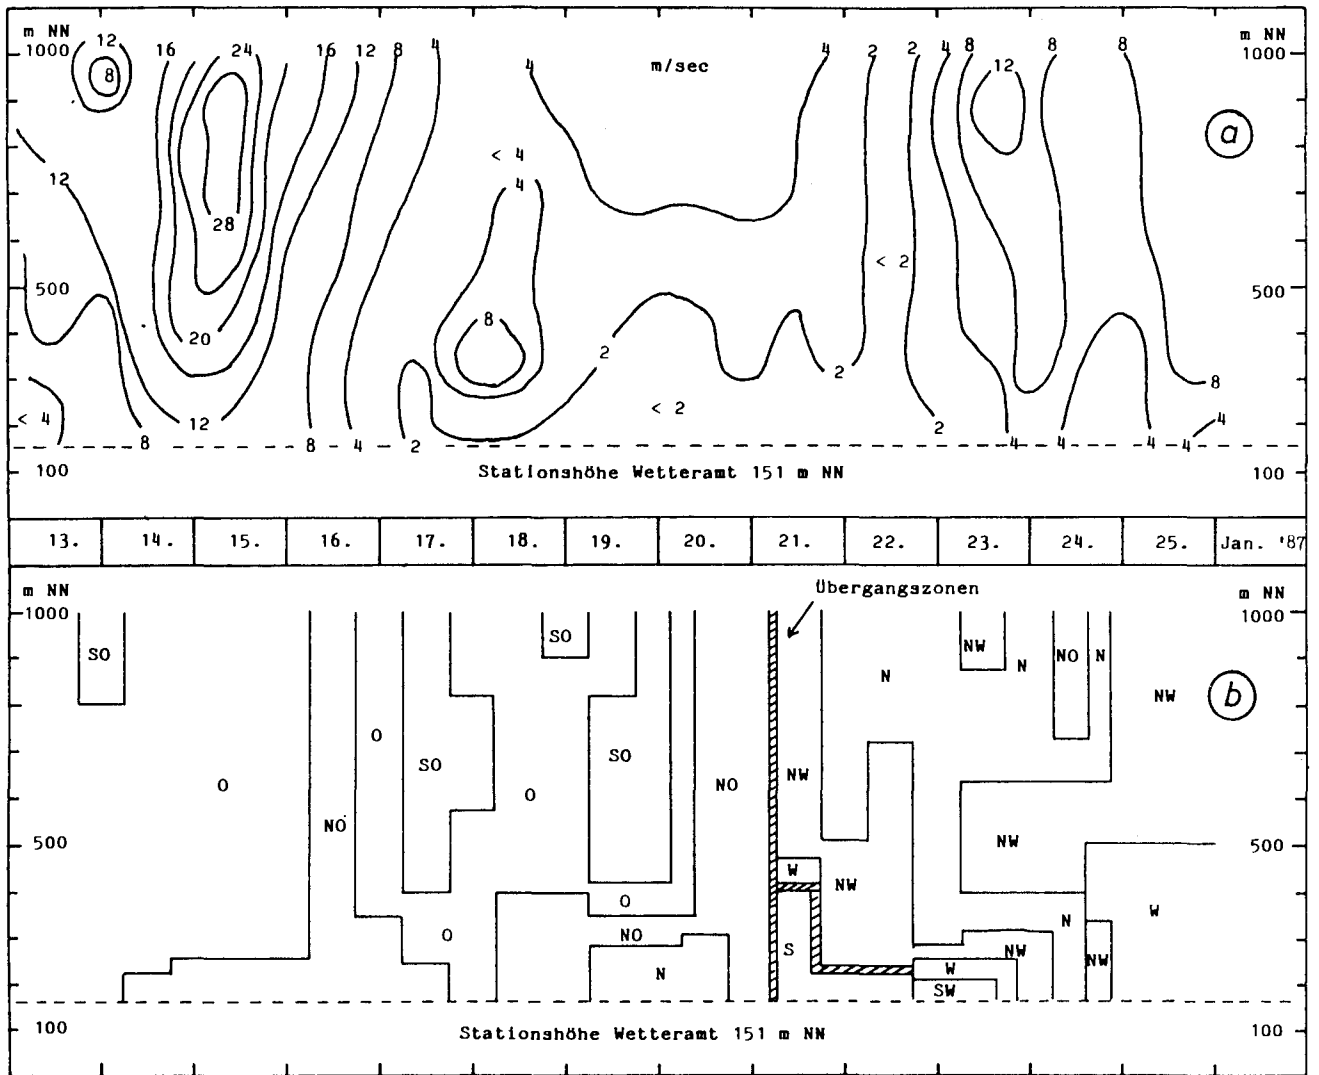 m NN 12 16 24 16 12 8 4 4 2 2 4 8 8 8 m NN
1000 8 4 m/sec 12 1000
a
12 < 4
4
28
< 2
500 500
20 8
2 2 8
< 4 12 < 2 4
8 8 4 2 2 4 4 4 4
100 Stationshöhe Wetteramt 151 m NN 100
13. 14. 15. 16. 17. 18. 19. 20. 21. 22. 23. 24. 25. Jan. '87
m NN Übergangszonen m NN
1000 1000
SO SO NW N NO N
N
NW b
O SO SO
O O NO NW
NO
500 NW 500
W NW
O W
O NO N
S NW
N W NW
SW
100 Stationshöhe Wetteramt 151 m NN 100